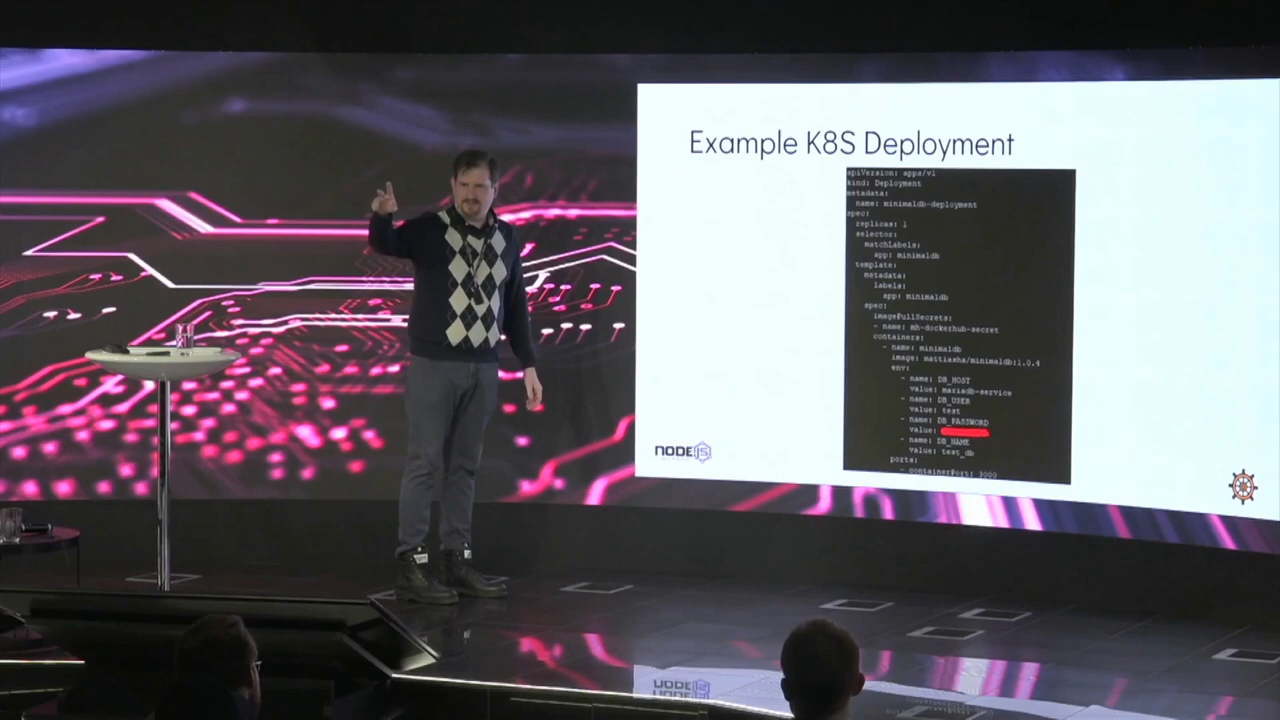 Example K8S Deployment
apiVersion: apps/v1
kind: Deployment
metadata:
name: minimaldb-deployment
spec:
replicas: 1
selector:
matchLabels:
app: minimaldb
template:
metadata:
labels:
app: minimaldb
spec:
imagePullSecrets:
- name: mh-dockerhub-secret
containers:
- name: minimaldb
image: mattiasha/minimaldb:1.0.4
env:
- name: DB_HOST
value: mariadb-service
- name: DB_USER
value: test
- name: DB_PASSWORD
value:
- name: DB_NAME
value: test_db
ports:
- containerPort: 3000
NODE JS